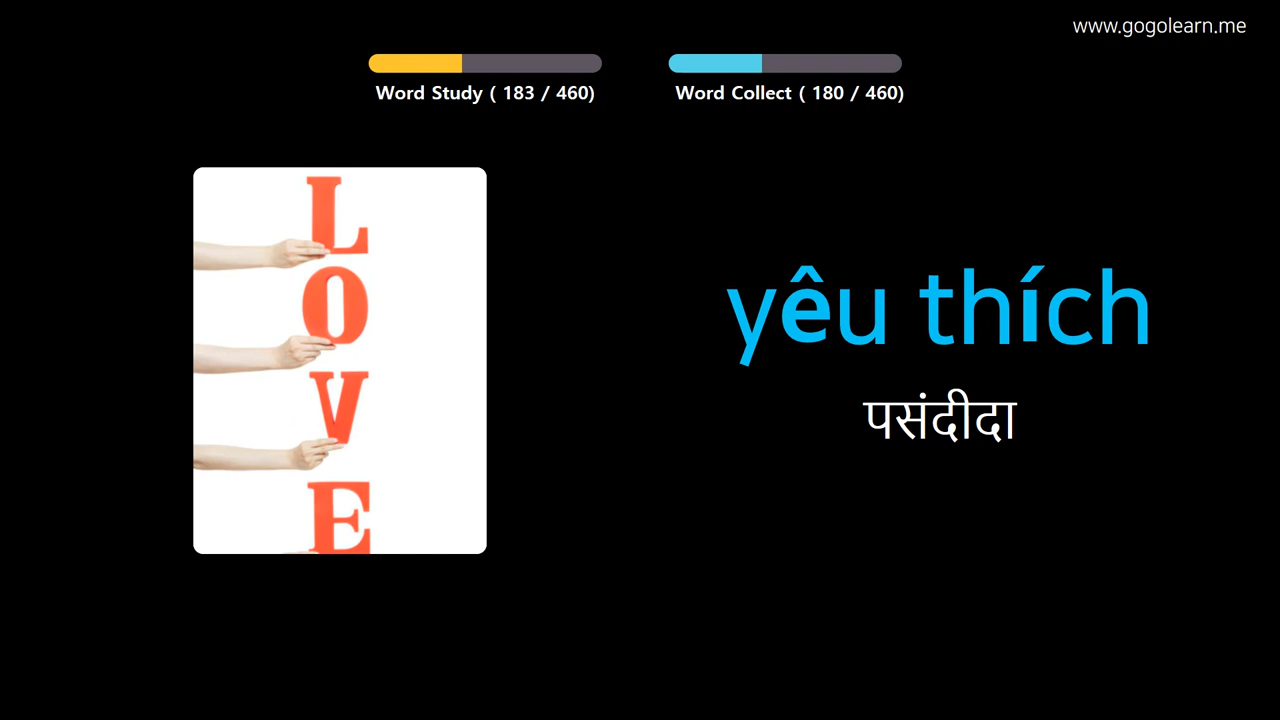 www.gogolearn.me
Word Study ( 183 / 460)
Word Collect ( 180 / 460)
L
O
V
E
yêu thích
पसंदीदा